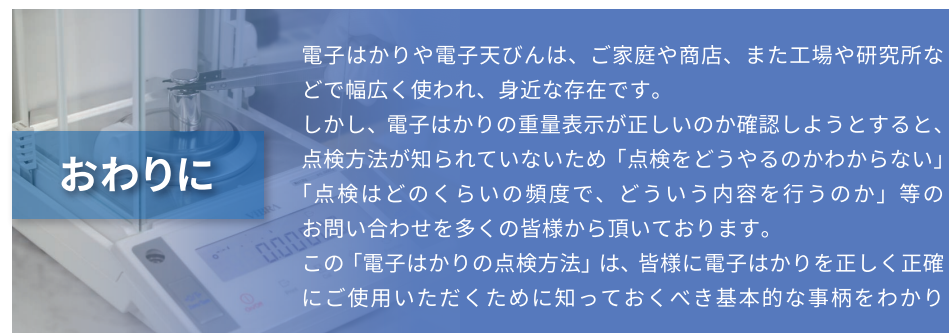 おわりに
電子はかりや電子天びんは、ご家庭や商店、また工場や研究所な
どで幅広く使われ、身近な存在です。
しかし、電子はかりの重量表示が正しいのか確認しようとすると、
点検方法が知られていないため「点検をどうやるのかわからない」
「点検はどのくらいの頻度で、どういう内容を行うのか」等の
お問い合わせを多くの皆様から頂いております。
この「電子はかりの点検方法」は、皆様に電子はかりを正しく正確
にご使用いただくために知っておくべき基本的な事柄をわかり